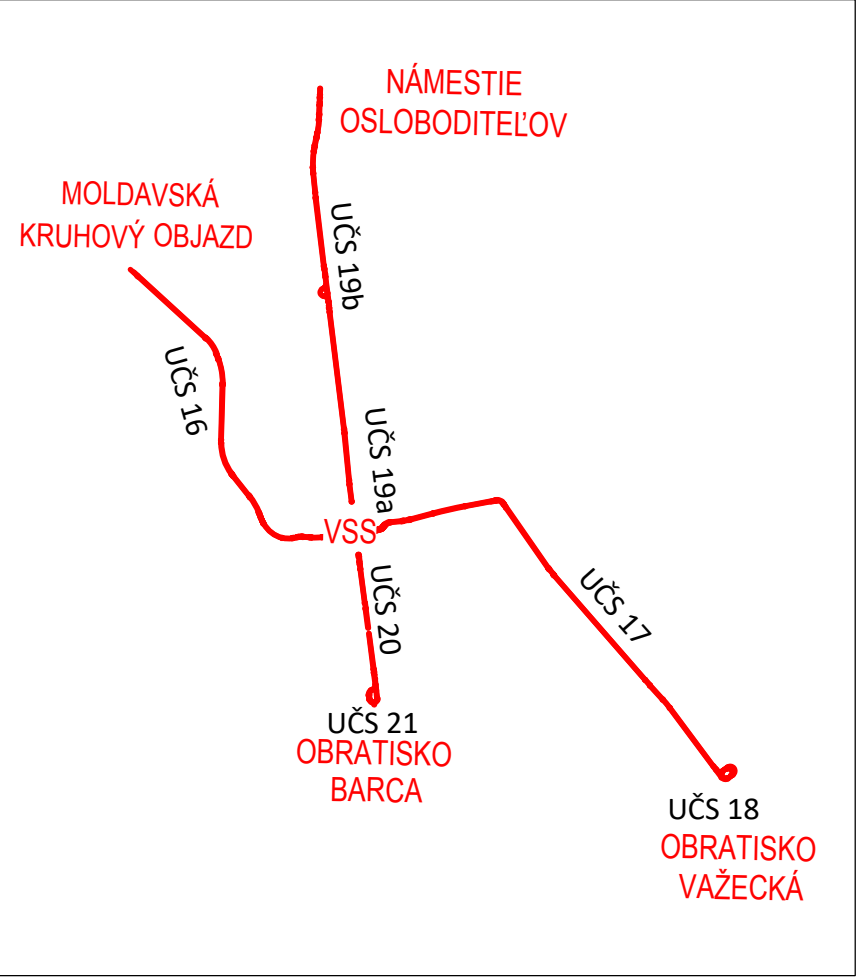 NÁMESTIE
OSLOBODITEĽOV
MOLDAVSKÁ
KRUHOVÝ OBJAZD
UČS 19b
UČS 16
UČS 19a
VSS
UČS 17
UČS 20
UČS 21
OBRATISKO
BARCA
UČS 18
OBRATISKO
VAŽECKÁ